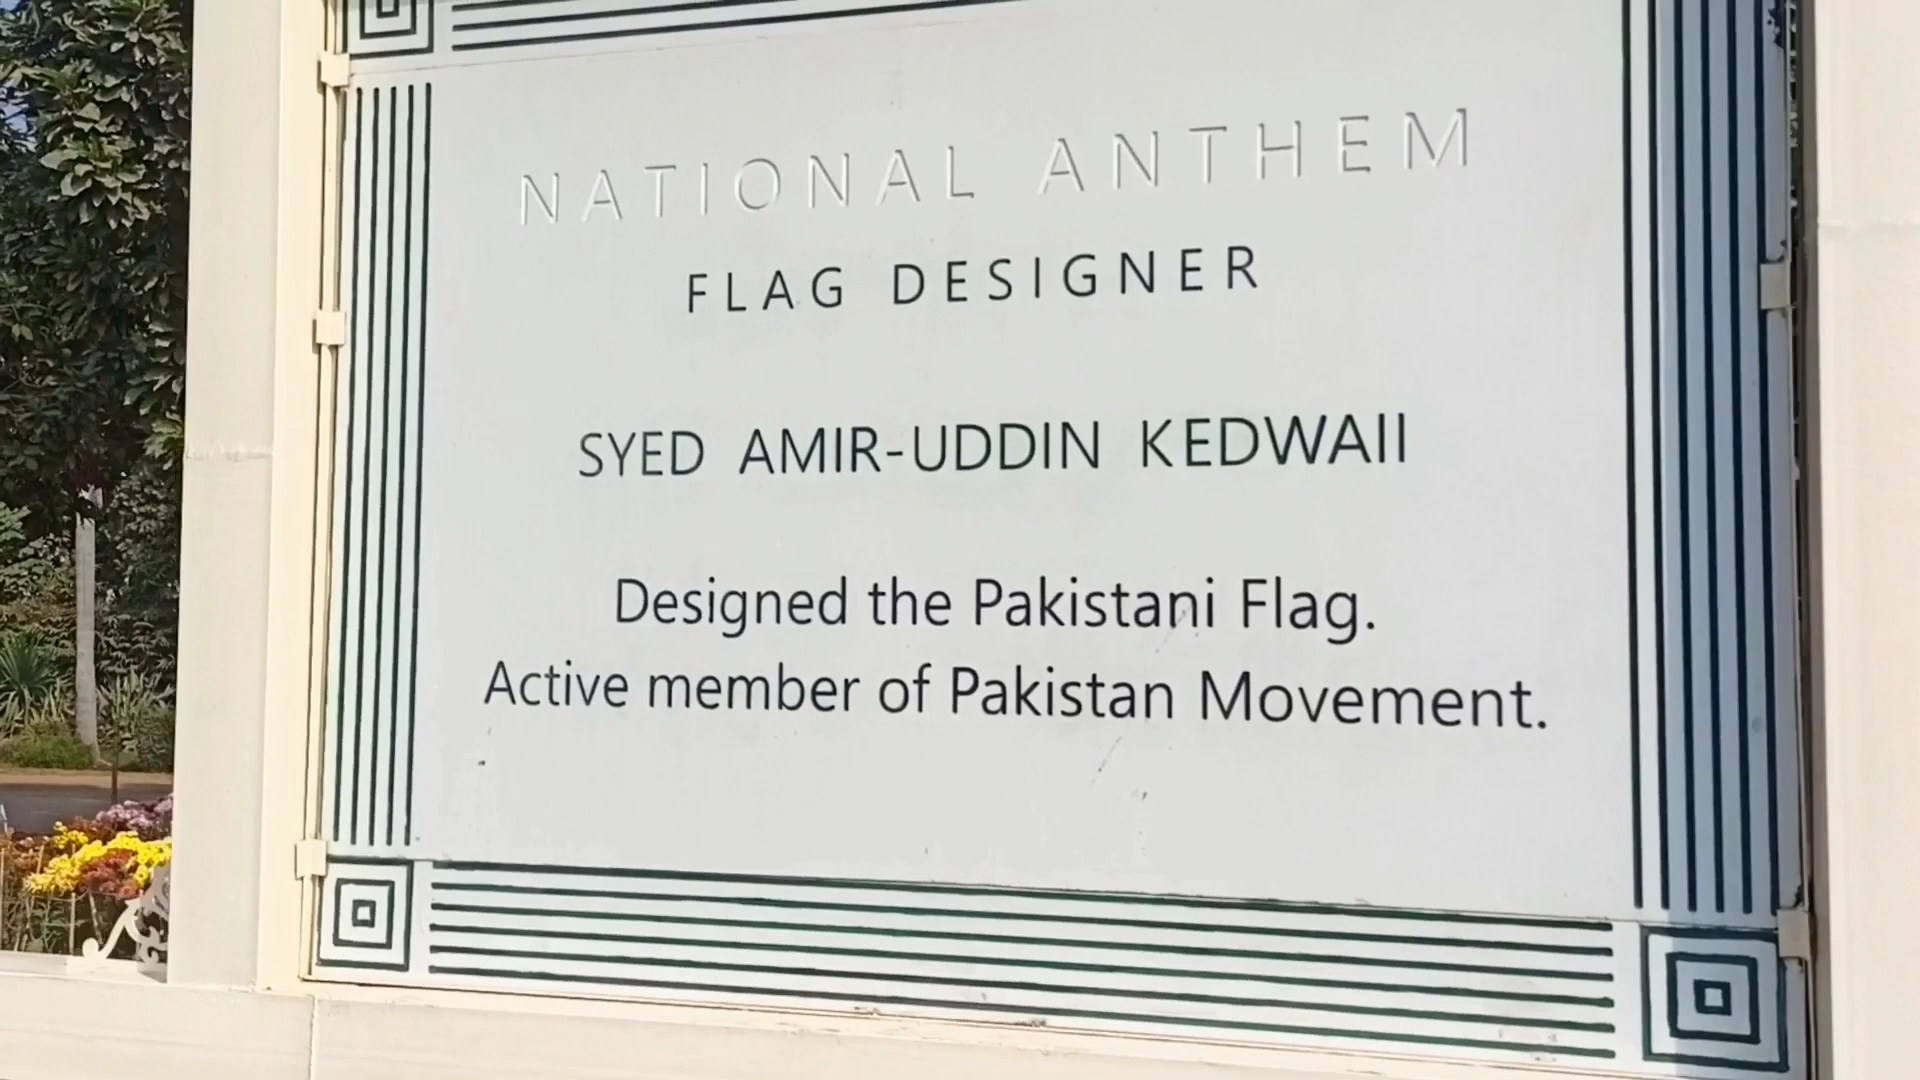 NATIONAL ANTHEM
FLAG DESIGNER
SYED AMIR-UDDIN KEDWAII
Designed the Pakistani Flag.
Active member of Pakistan Movement.